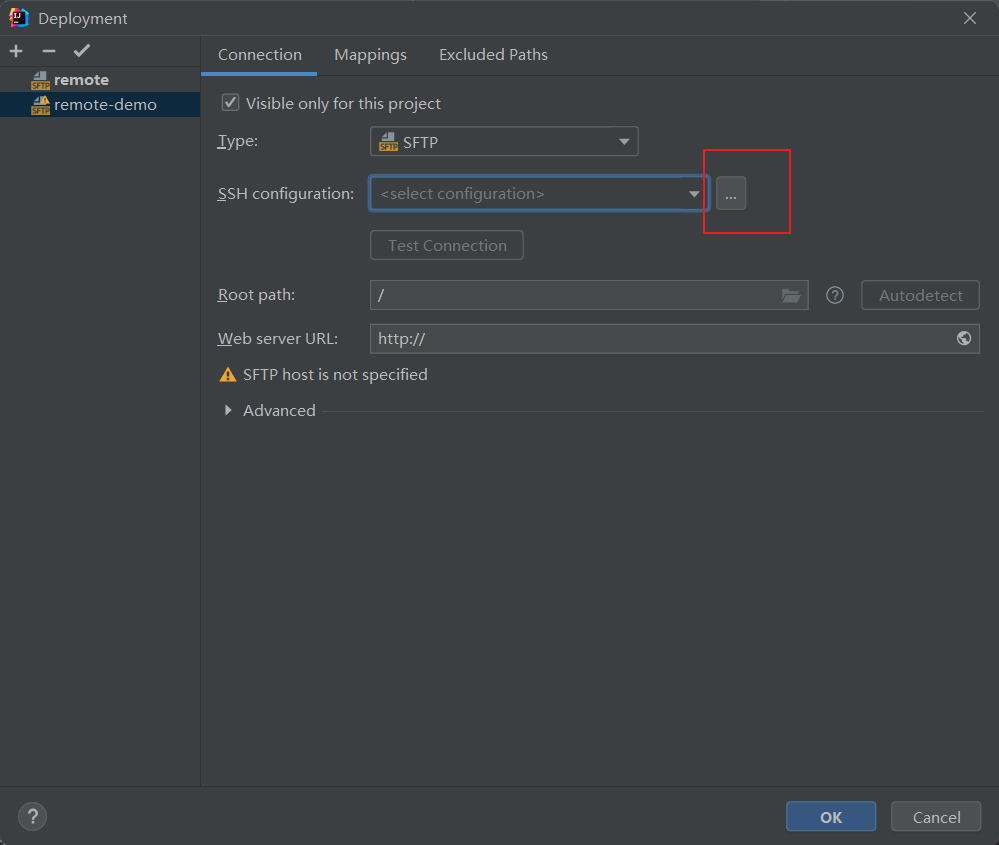 Deployment
remote
remote-demo
Connection Mappings Excluded Paths
Visible only for this project
Type: SFTP
SSH configuration: <select configuration> ...
Test Connection
Root path: / Autodetect
Web server URL: http://
SFTP host is not specified
Advanced
? OK Cancel